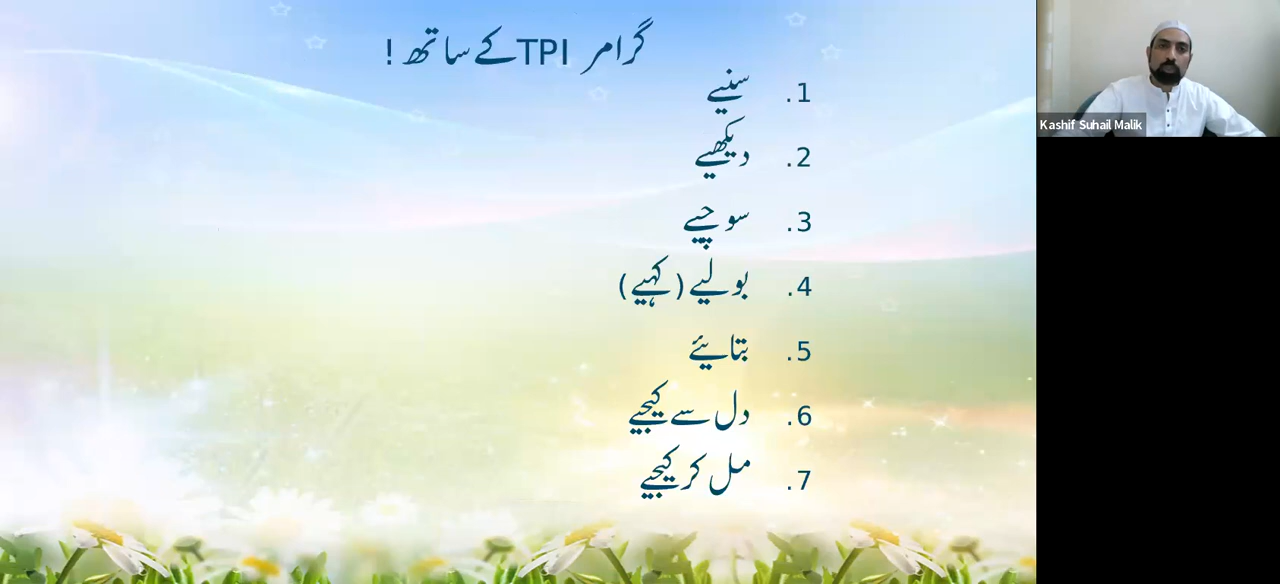 گرامر TPI کے ساتھ !
1. سنیے
2. دیکھیے
3. سوچیے
4. بولیے (کہیے)
5. بتایئے
6. دل سے کیجیے
7. مل کر کیجیے
Kashif Suhail Malik